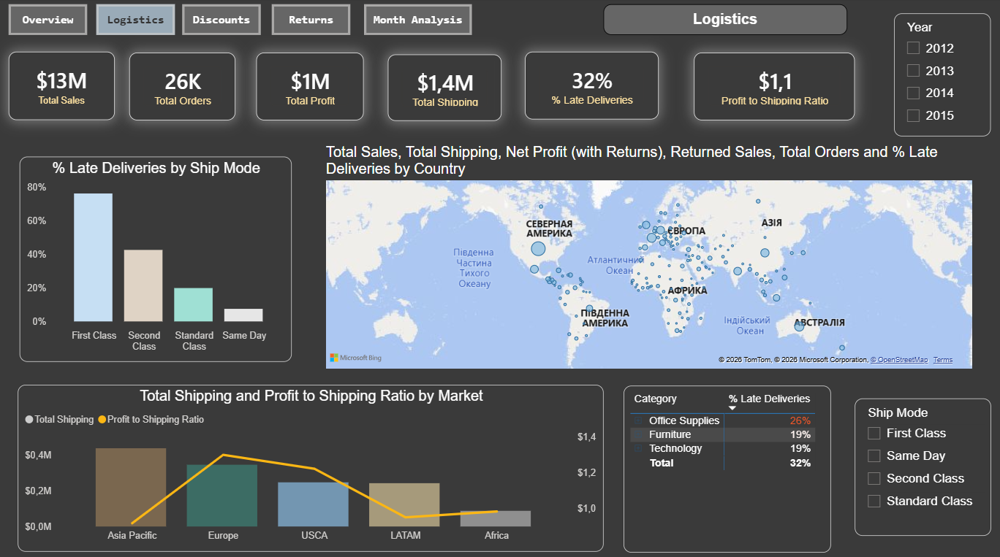 Overview
Logistics
Discounts
Returns
Month Analysis
Logistics
Year
2012
2013
2014
2015
$13M
Total Sales
26K
Total Orders
$1M
Total Profit
$1,4M
Total Shipping
32%
% Late Deliveries
$1,1
Profit to Shipping Ratio
% Late Deliveries by Ship Mode
80%
60%
40%
20%
0%
First Class
Second
Class
Standard
Class
Same Day
Total Sales, Total Shipping, Net Profit (with Returns), Returned Sales, Total Orders and % Late
Deliveries by Country
СЕВЕРНАЯ
АМЕРИКА
ЄВРОПА
АЗІЯ
Південна
Частина
Тихого
Океану
Атлантичний
Океан
АФРИКА
ПІВДЕННА
АМЕРИКА
Індійський
Океан
АВСТРАЛІЯ
Microsoft Bing
© 2026 TomTom, © 2026 Microsoft Corporation, © OpenStreetMap Terms
Total Shipping and Profit to Shipping Ratio by Market
Total Shipping
Profit to Shipping Ratio
$0,4M
$0,2M
$0,0M
$1,4
$1,2
$1,0
Asia Pacific
Europe
USCA
LATAM
Africa
Category % Late Deliveries
Office Supplies 26%
Furniture 19%
Technology 19%
Total 32%
Ship Mode
First Class
Same Day
Second Class
Standard Class